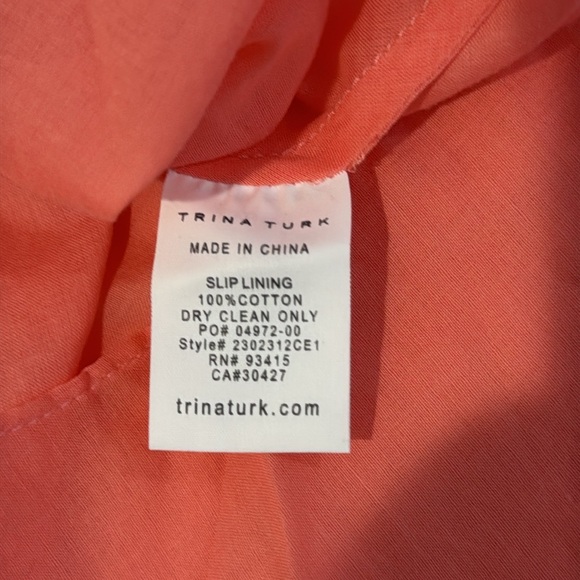 TRINA TURK
MADE IN CHINA
SLIP LINING
100%COTTON
DRY CLEAN ONLY
PO# 04972-00
Style# 2302312CE1
RN# 93415
CA#30427
trinaturk.com